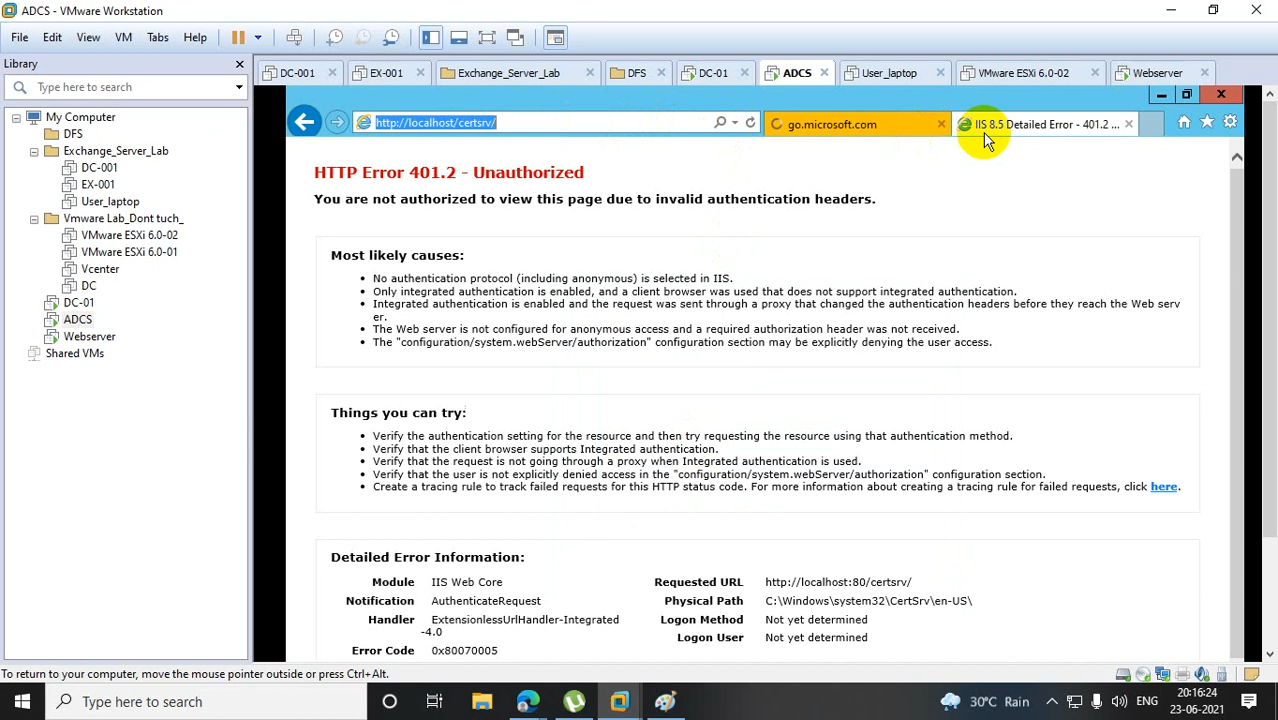 ADCS - VMware Workstation
File Edit View VM Tabs Help
Library
Type here to search
My Computer
DFS
Exchange_Server_Lab
DC-001
EX-001
User_laptop
Vmware Lab_Dont tuch_
VMware ESXi 6.0-02
VMware ESXi 6.0-01
Vcenter
DC
DC-01
ADCS
Webserver
Shared VMs
DC-001 EX-001 Exchange_Server_Lab DFS DC-01 ADCS User_laptop VMware ESXi 6.0-02 Webserver
http://localhost/certsrv/ go.microsoft.com IIS 8.5 Detailed Error - 401.2 ...
HTTP Error 401.2 - Unauthorized
You are not authorized to view this page due to invalid authentication headers.
Most likely causes:
No authentication protocol (including anonymous) is selected in IIS.
Only integrated authentication is enabled, and a client browser was used that does not support integrated authentication.
Integrated authentication is enabled and the request was sent through a proxy that changed the authentication headers before they reach the Web serv
er.
The Web server is not configured for anonymous access and a required authorization header was not received.
The "configuration/system.webServer/authorization" configuration section may be explicitly denying the user access.
Things you can try:
Verify the authentication setting for the resource and then try requesting the resource using that authentication method.
Verify that the client browser supports Integrated authentication.
Verify that the request is not going through a proxy when Integrated authentication is used.
Verify that the user is not explicitly denied access in the "configuration/system.webServer/authorization" configuration section.
Create a tracing rule to track failed requests for this HTTP status code. For more information about creating a tracing rule for failed requests, click here.
Detailed Error Information:
Module IIS Web Core
Notification AuthenticateRequest
Handler ExtensionlessUrlHandler-Integrated
-4.0
Error Code 0x80070005
Requested URL http://localhost:80/certsrv/
Physical Path C:\Windows\system32\CertSrv\en-US\
Logon Method Not yet determined
Logon User Not yet determined
To return to your computer, move the mouse pointer outside or press Ctrl+Alt.
Type here to search
30°C Rain
ENG
20:16:24
23-06-2021